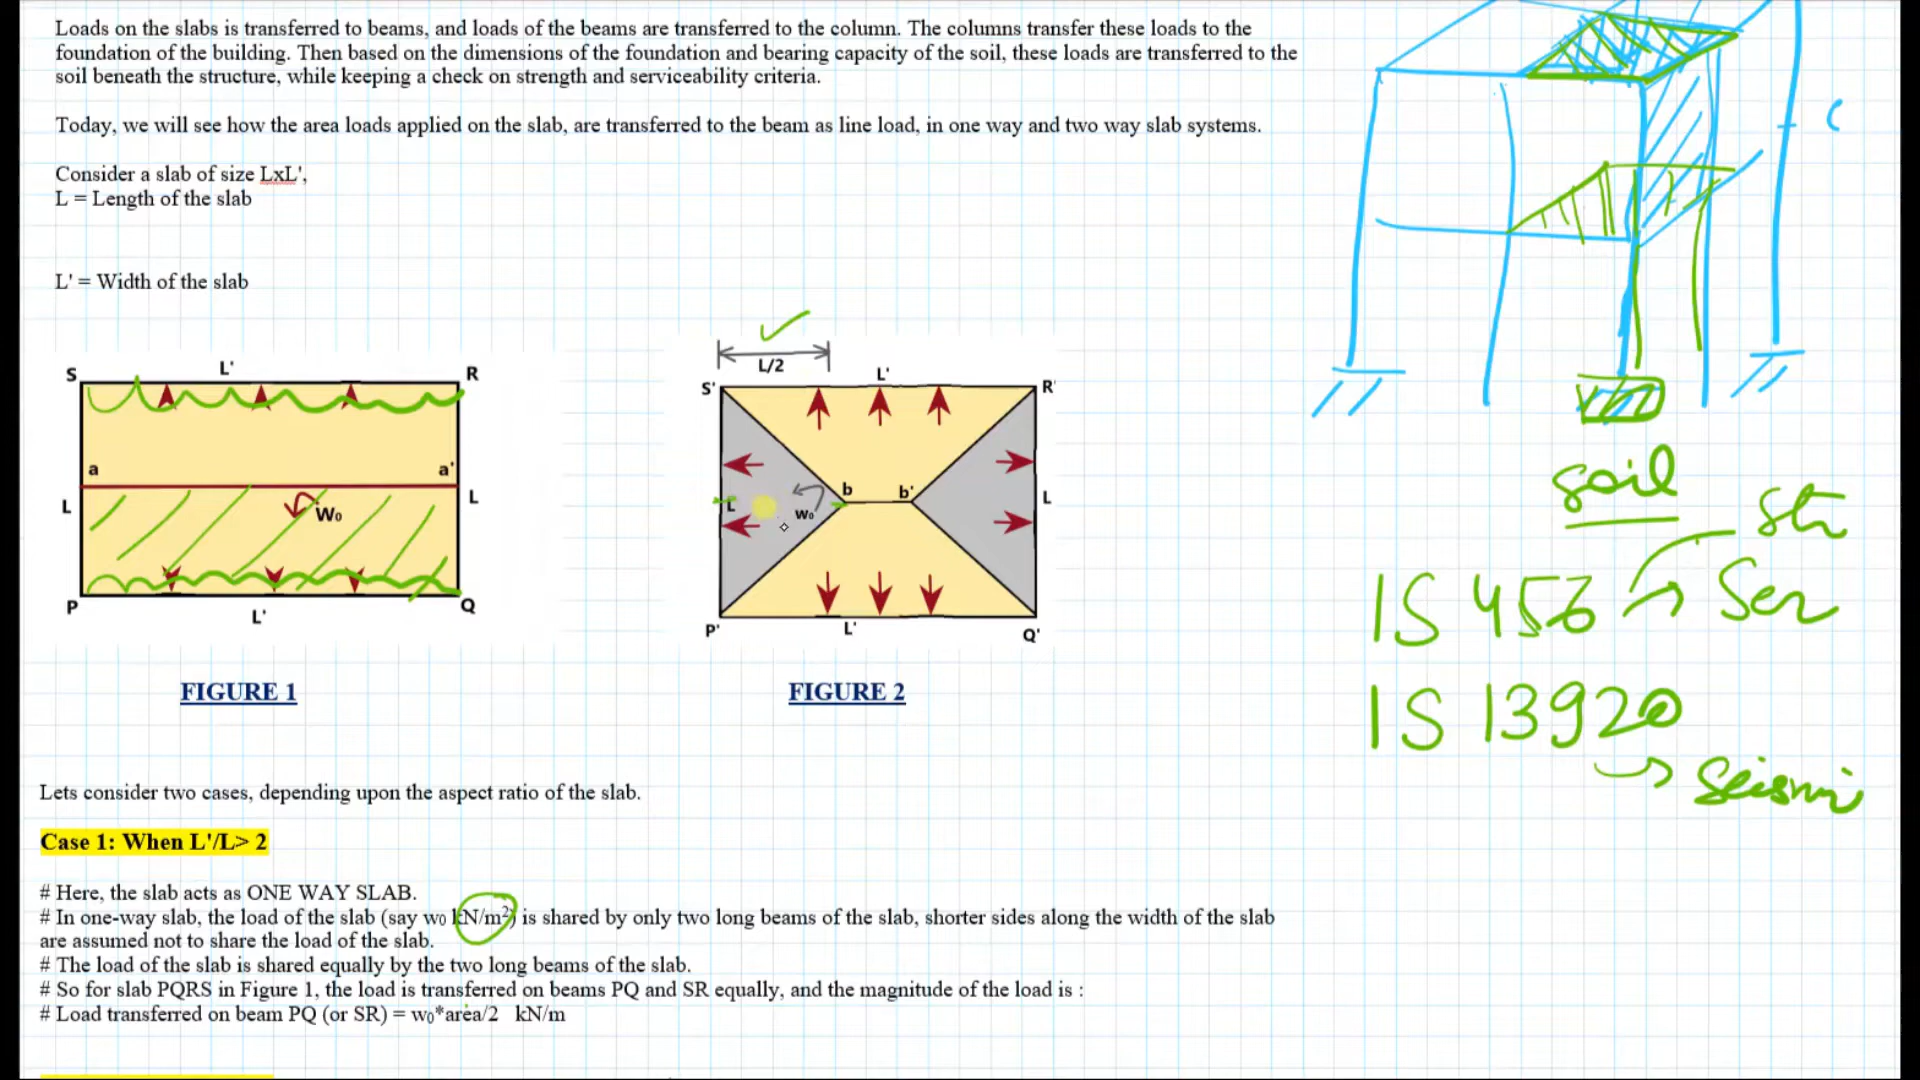 Loads on the slabs is transferred to beams, and loads of the beams are transferred to the column. The columns transfer these loads to the
foundation of the building. Then based on the dimensions of the foundation and bearing capacity of the soil, these loads are transferred to the
soil beneath the structure, while keeping a check on strength and serviceability criteria.
Today, we will see how the area loads applied on the slab, are transferred to the beam as line load, in one way and two way slab systems.
Consider a slab of size LxL',
L = Length of the slab
L' = Width of the slab
S L' R
a a'
L W₀ L
P L' Q
FIGURE 1
L/2
S' L' R'
b b'
L w₀ L
P' L' Q'
FIGURE 2
soil
Str
IS 456
Ser
IS 13920
Seismi
Lets consider two cases, depending upon the aspect ratio of the slab.
Case 1: When L'/L> 2
# Here, the slab acts as ONE WAY SLAB.
# In one-way slab, the load of the slab (say w₀ kN/m²) is shared by only two long beams of the slab, shorter sides along the width of the slab
are assumed not to share the load of the slab.
# The load of the slab is shared equally by the two long beams of the slab.
# So for slab PQRS in Figure 1, the load is transferred on beams PQ and SR equally, and the magnitude of the load is :
# Load transferred on beam PQ (or SR) = w₀*area/2 kN/m